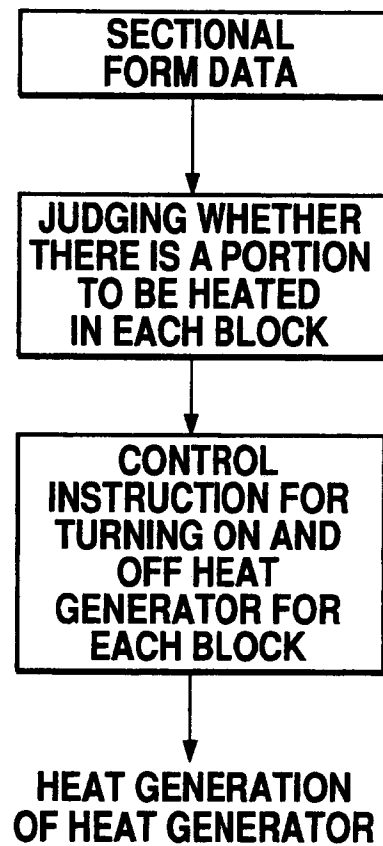 SECTIONAL
FORM DATA
JUDGING WHETHER
THERE IS A PORTION
TO BE HEATED
IN EACH BLOCK
CONTROL
INSTRUCTION FOR
TURNING ON AND
OFF HEAT
GENERATOR FOR
EACH BLOCK
HEAT GENERATION
OF HEAT GENERATOR